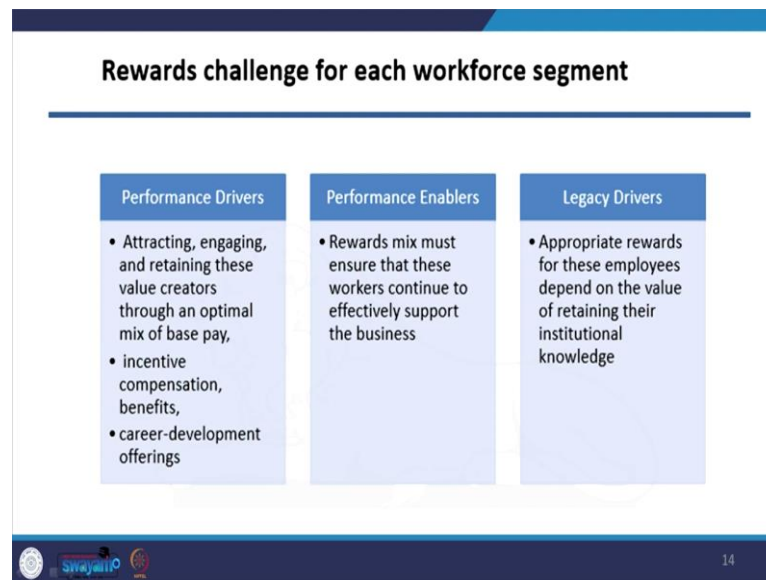 Rewards challenge for each workforce segment
Performance Drivers
• Attracting, engaging,
and retaining these
value creators
through an optimal
mix of base pay,
• incentive
compensation,
benefits,
• career-development
offerings
Performance Enablers
• Rewards mix must
ensure that these
workers continue to
effectively support
the business
Legacy Drivers
• Appropriate rewards
for these employees
depend on the value
of retaining their
institutional
knowledge
swayam
14